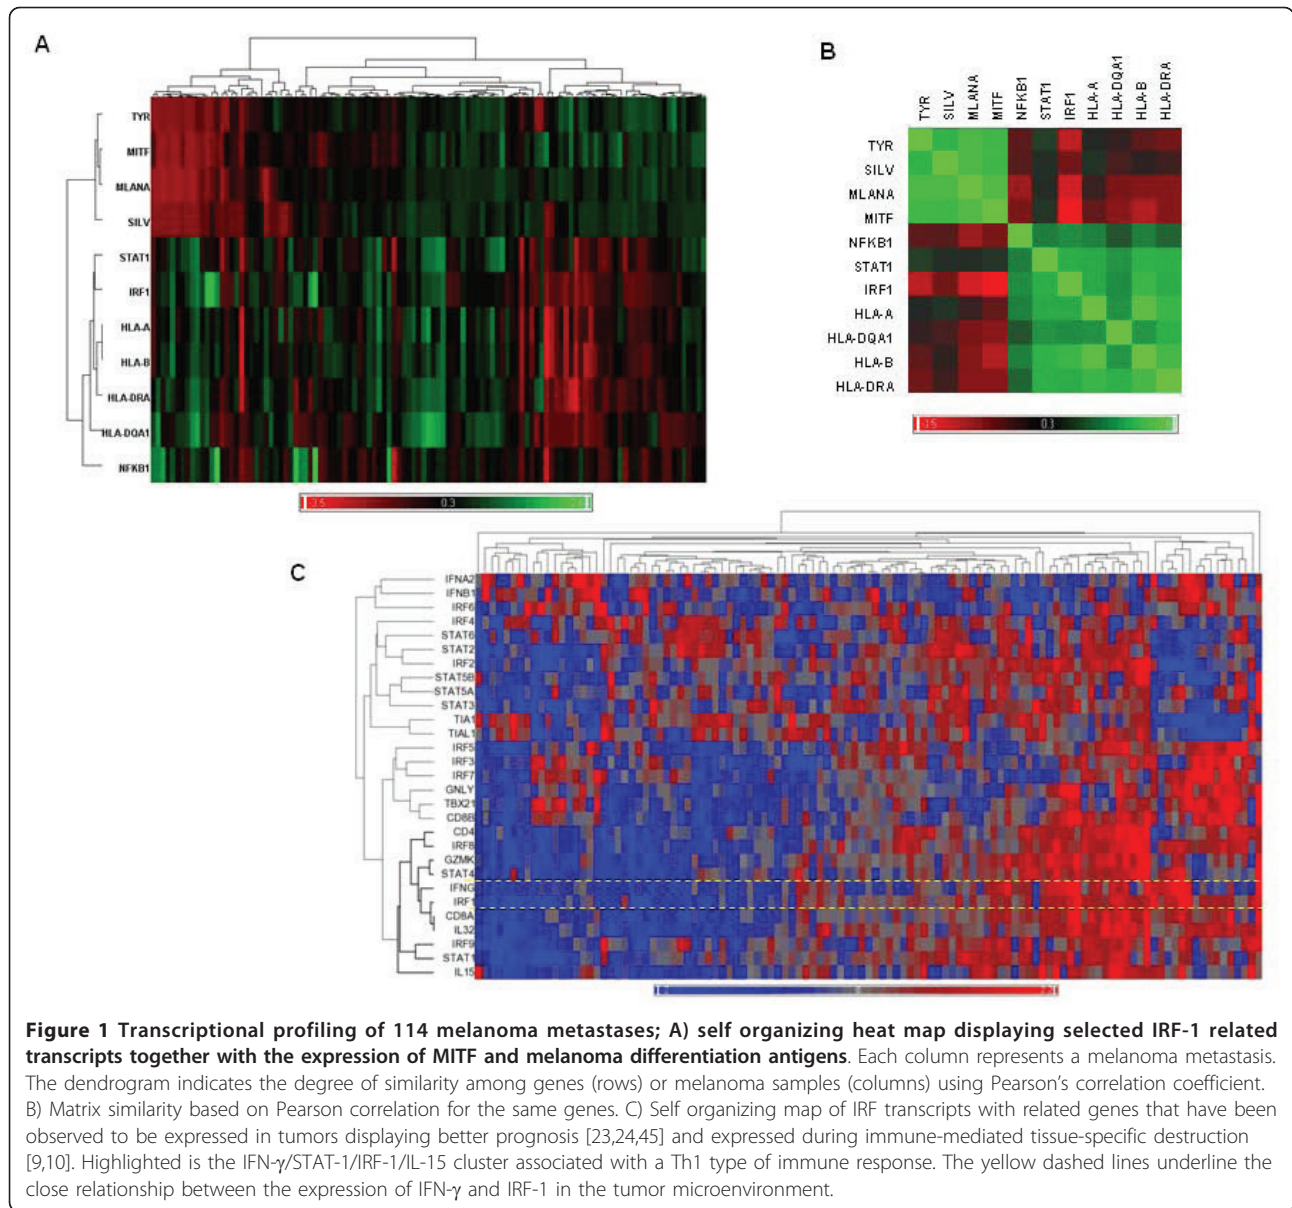 A
TYR
MITF
MLANA
SILV
STAT1
IRF1
HLA-A
HLA-B
HLA-DRA
HLA-DQA1
NFKB1
0.3
B
TYR
SILV
MLANA
MITF
NFKB1
STAT1
IRF1
HLA-A
HLA-DQA1
HLA-B
HLA-DRA
TYR
SILV
MLANA
MITF
NFKB1
STAT1
IRF1
HLA-A
HLA-DQA1
HLA-B
HLA-DRA
0.3
C
IFNA2
IFNB1
IRF6
IRF4
STAT6
STAT2
IRF2
STAT5B
STAT5A
STAT3
TIA1
TIAL1
IRF5
IRF3
IRF7
GNLY
TBX21
CD8B
CD4
IRF8
GZMK
STAT4
IFNG
IRF1
CD8A
IL32
IRF9
STAT1
IL15
Figure 1 Transcriptional profiling of 114 melanoma metastases; A) self organizing heat map displaying selected IRF-1 related
transcripts together with the expression of MITF and melanoma differentiation antigens. Each column represents a melanoma metastasis.
The dendrogram indicates the degree of similarity among genes (rows) or melanoma samples (columns) using Pearson's correlation coefficient.
B) Matrix similarity based on Pearson correlation for the same genes. C) Self organizing map of IRF transcripts with related genes that have been
observed to be expressed in tumors displaying better prognosis [23,24,45] and expressed during immune-mediated tissue-specific destruction
[9,10]. Highlighted is the IFN-γ/STAT-1/IRF-1/IL-15 cluster associated with a Th1 type of immune response. The yellow dashed lines underline the
close relationship between the expression of IFN-γ and IRF-1 in the tumor microenvironment.